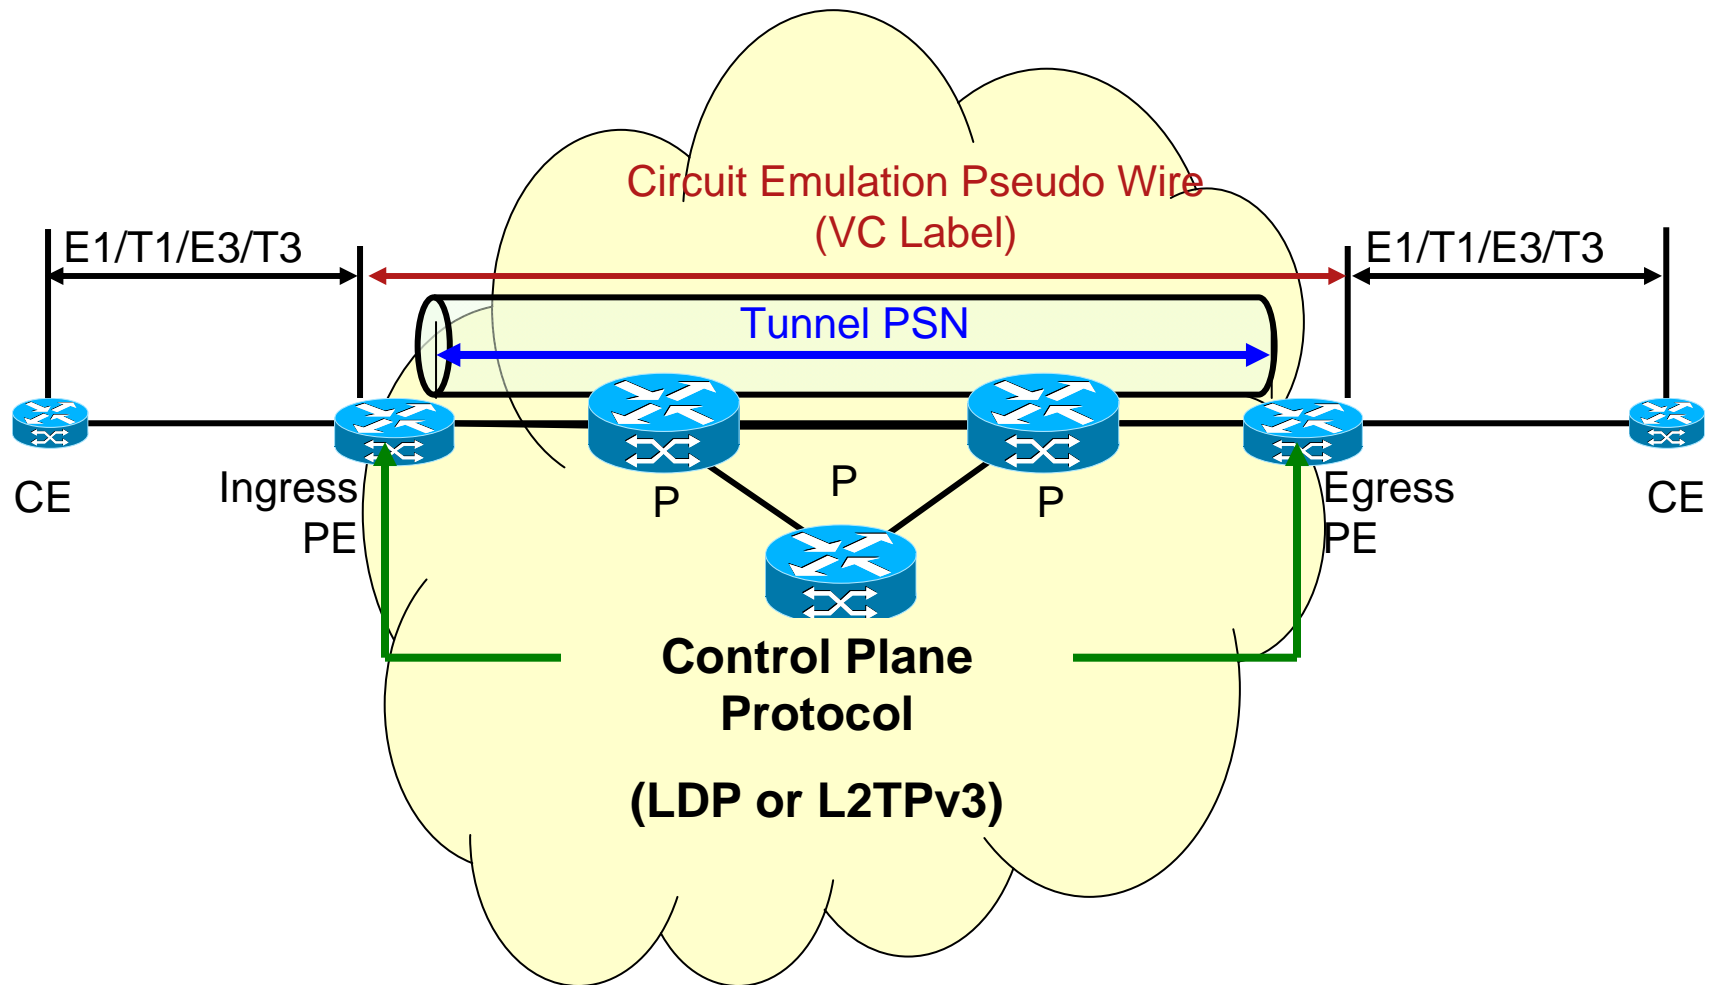 Circuit Emulation Pseudo Wire
(VC Label)
E1/T1/E3/T3
E1/T1/E3/T3
Tunnel PSN
CE
Ingress
PE
P
P
P
Egress
PE
CE
Control Plane
Protocol
(LDP or L2TPv3)